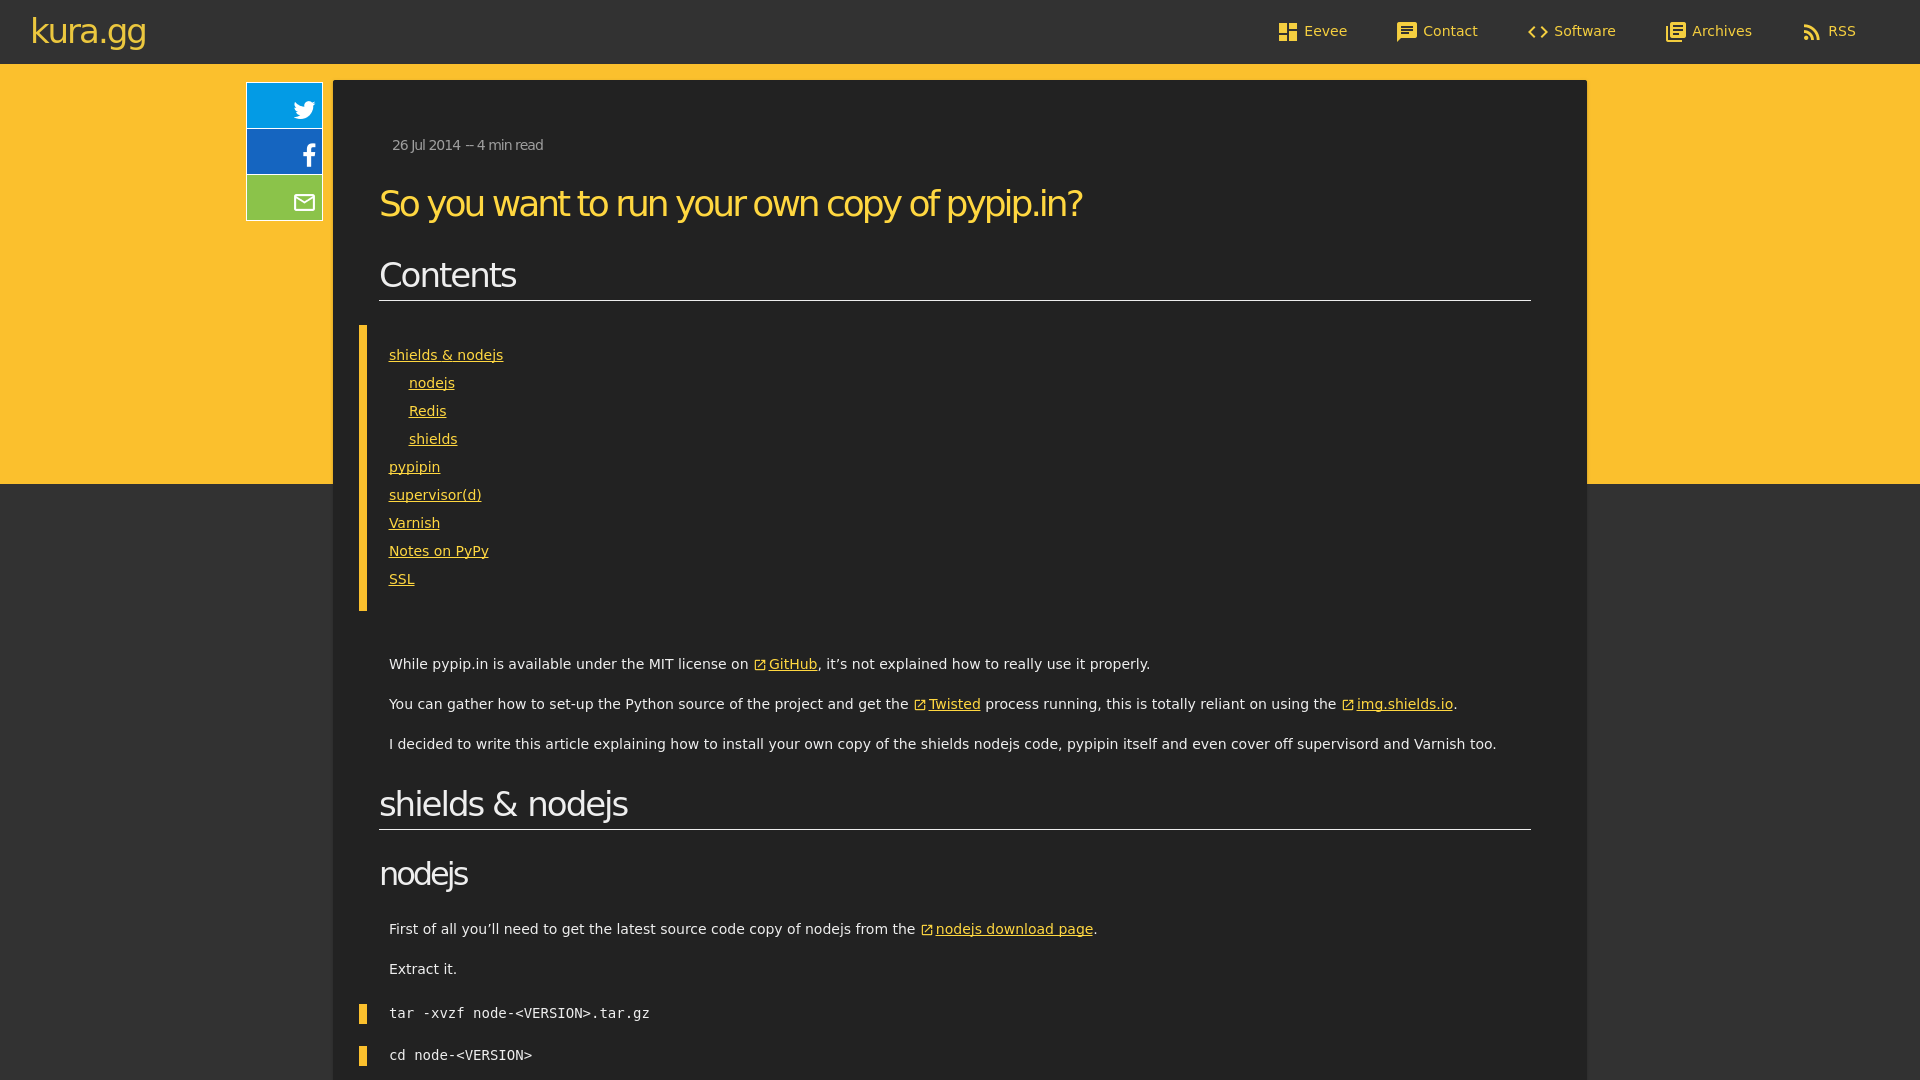 kura.gg
Eevee
Contact
Software
Archives
RSS
26 Jul 2014 -- 4 min read
So you want to run your own copy of pypip.in?
Contents
shields & nodejs
nodejs
Redis
shields
pypipin
supervisor(d)
Varnish
Notes on PyPy
SSL
While pypip.in is available under the MIT license on GitHub, it’s not explained how to really use it properly.
You can gather how to set-up the Python source of the project and get the Twisted process running, this is totally reliant on using the img.shields.io.
I decided to write this article explaining how to install your own copy of the shields nodejs code, pypipin itself and even cover off supervisord and Varnish too.
shields & nodejs
nodejs
First of all you’ll need to get the latest source code copy of nodejs from the nodejs download page.
Extract it.
tar -xvzf node-<VERSION>.tar.gz
cd node-<VERSION>